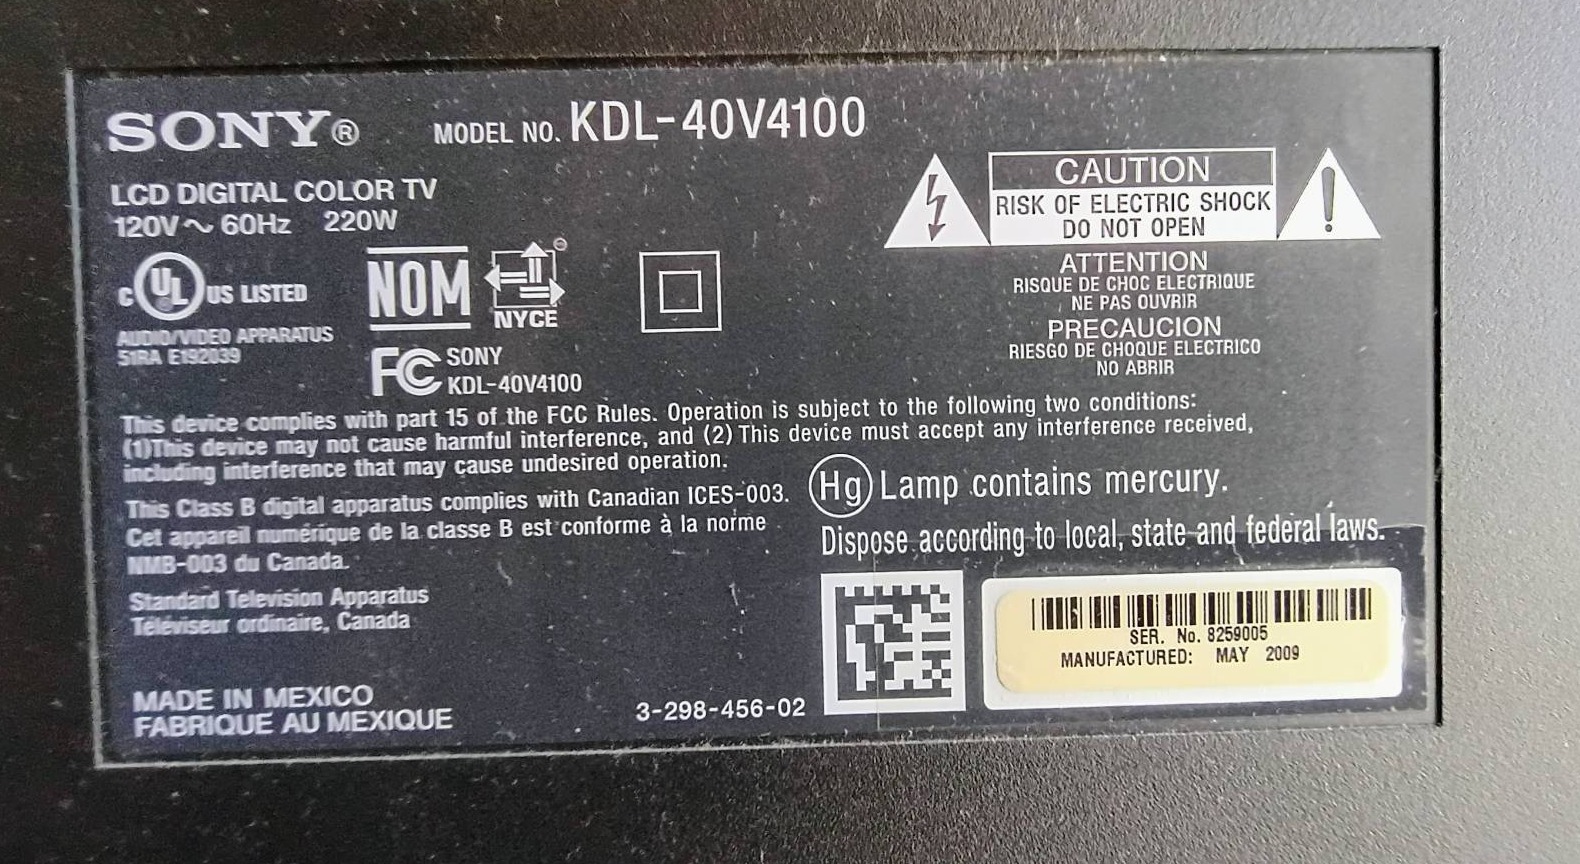 SONY®
MODEL NO. KDL-40V4100
LCD DIGITAL COLOR TV
120V~ 60Hz 220W
C UL US LISTED
AUDIO/VIDEO APPARATUS
51RA E192039
NOM
NYCE
FC SONY
KDL-40V4100
CAUTION
RISK OF ELECTRIC SHOCK
DO NOT OPEN
ATTENTION
RISQUE DE CHOC ELECTRIQUE
NE PAS OUVRIR
PRECAUCION
RIESGO DE CHOQUE ELECTRICO
NO ABRIR
This device complies with part 15 of the FCC Rules. Operation is subject to the following two conditions:
(1)This device may not cause harmful interference, and (2) This device must accept any interference received,
including interference that may cause undesired operation.
This Class B digital apparatus complies with Canadian ICES-003.
Cet appareil numérique de la classe B est conforme à la norme
NMB-003 du Canada.
Standard Television Apparatus
Téléviseur ordinaire, Canada
Hg Lamp contains mercury.
Dispose according to local, state and federal laws.
SER. No. 8259005
MANUFACTURED: MAY 2009
MADE IN MEXICO
FABRIQUE AU MEXIQUE
3-298-456-02